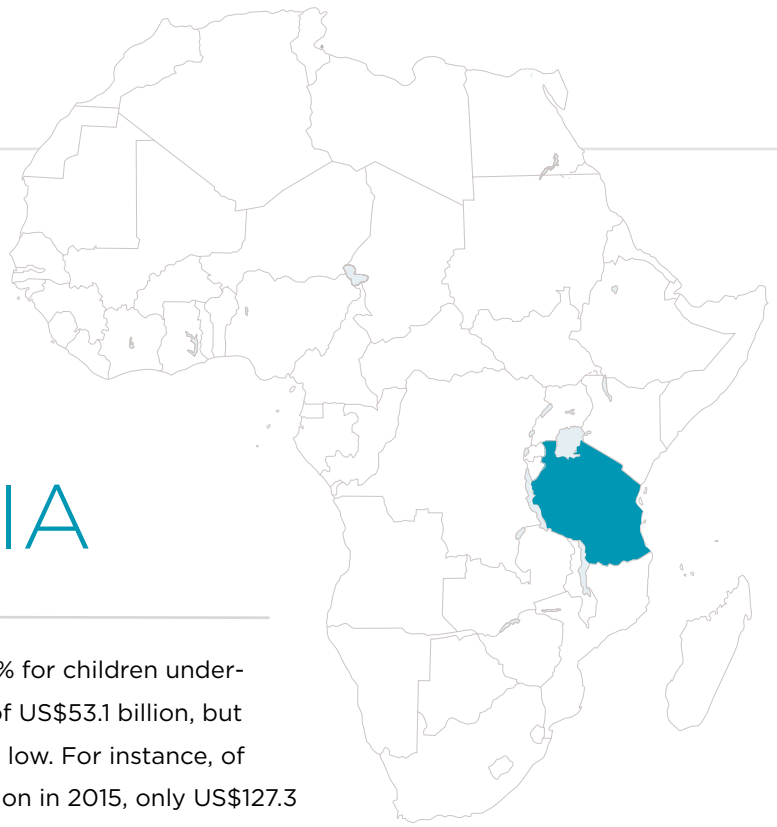 IA
% for children under-
of US$53.1 billion, but
low. For instance, of
on in 2015, only US$127.3